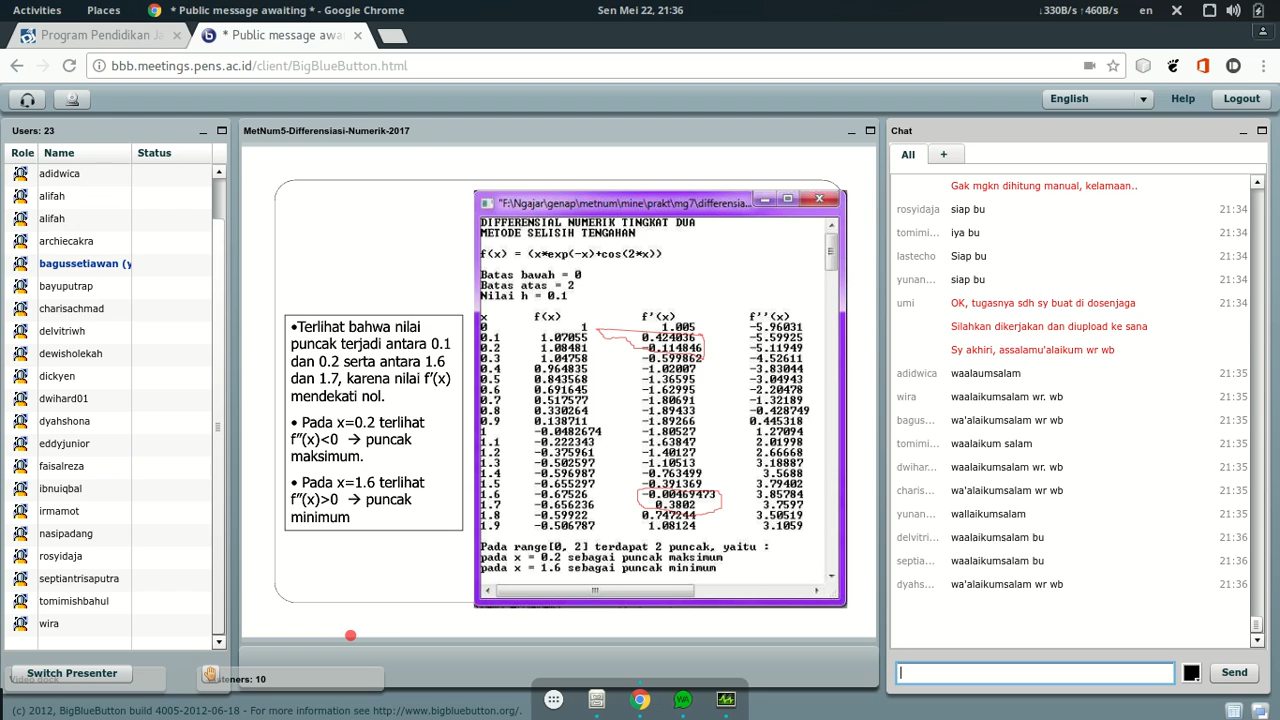 Activities Places * Public message awaiting * - Google Chrome Sen Mei 22, 21:36 ↓330B/s ↑460B/s en
Program Pendidikan Ja × * Public message awa ×
bbb.meetings.pens.ac.id/client/BigBlueButton.html
English Help Logout
Users: 23
Role Name Status
adidwica
alifah
alifah
archiecakra
bagussetiawan (y
bayuputrap
charisachmad
delvitriwh
dewisholekah
dickyen
dwihard01
dyahshona
eddyjunior
faisalreza
ibnuiqbal
irmamot
nasipadang
rosyidaja
septiantrisaputra
tomimishbahul
wira
Switch Presenter
Video dock
Listeners: 10
MetNum5-Differensiasi-Numerik-2017
•Terlihat bahwa nilai
puncak terjadi antara 0.1
dan 0.2 serta antara 1.6
dan 1.7, karena nilai f'(x)
mendekati nol.
• Pada x=0.2 terlihat
f"(x)<0 → puncak
maksimum.
• Pada x=1.6 terlihat
f"(x)>0 → puncak
minimum
"F:\Ngajar\genap\metnum\mine\prakt\mg7\differensia...
DIFFERENSIAL NUMERIK TINGKAT DUA
METODE SELISIH TENGAHAN
f(x) = (x*exp(-x)+cos(2*x))
Batas bawah = 0
Batas atas = 2
Nilai h = 0.1
x f(x) f'(x) f''(x)
0 1 1.005 -5.96031
0.1 1.07055 0.424036 -5.59925
0.2 1.08481 -0.114846 -5.11949
0.3 1.04758 -0.599862 -4.52611
0.4 0.964835 -1.02007 -3.83044
0.5 0.843568 -1.36595 -3.04943
0.6 0.691645 -1.62995 -2.20478
0.7 0.517577 -1.80691 -1.32189
0.8 0.330264 -1.89433 -0.428749
0.9 0.138711 -1.89266 0.445318
1 -0.0482674 -1.80527 1.27094
1.1 -0.222343 -1.63847 2.01998
1.2 -0.375961 -1.40127 2.66668
1.3 -0.502597 -1.10513 3.18887
1.4 -0.596987 -0.763499 3.5688
1.5 -0.655297 -0.391369 3.79402
1.6 -0.67526 -0.00469473 3.85784
1.7 -0.656236 0.3802 3.7597
1.8 -0.59922 0.747244 3.50519
1.9 -0.506787 1.08124 3.1059
Pada range[0, 2] terdapat 2 puncak, yaitu :
pada x = 0.2 sebagai puncak maksimum
pada x = 1.6 sebagai puncak minimum
Chat
All +
Gak mgkn dihitung manual, kelamaan..
rosyidaja siap bu 21:34
tomimi... iya bu 21:34
lastecho Siap bu 21:34
yunan... siap bu 21:34
umi OK, tugasnya sdh sy buat di dosenjaga 21:34
Silahkan dikerjakan dan diupload ke sana
Sy akhiri, assalamu'alaikum wr wb
adidwica waalaumsalam 21:35
wira waalaikumsalam wr. wb 21:35
bagus... wa'alaikumsalam wr wb 21:35
tomimi... waalaikum salam 21:35
dwihar... waalaikumsalam wr. wb 21:35
charis... wa'alaikumsalam wr wb 21:35
yunan... wallaikumsalam 21:35
delvitri... waalaikumsalam bu 21:36
septia... waalaikumsalam bu 21:36
dyahs... wa'alaikumsalam wr wb 21:36
Send
(c) 2012, BigBlueButton build 4005-2012-06-18 - For more information see http://www.bigbluebutton.org/.